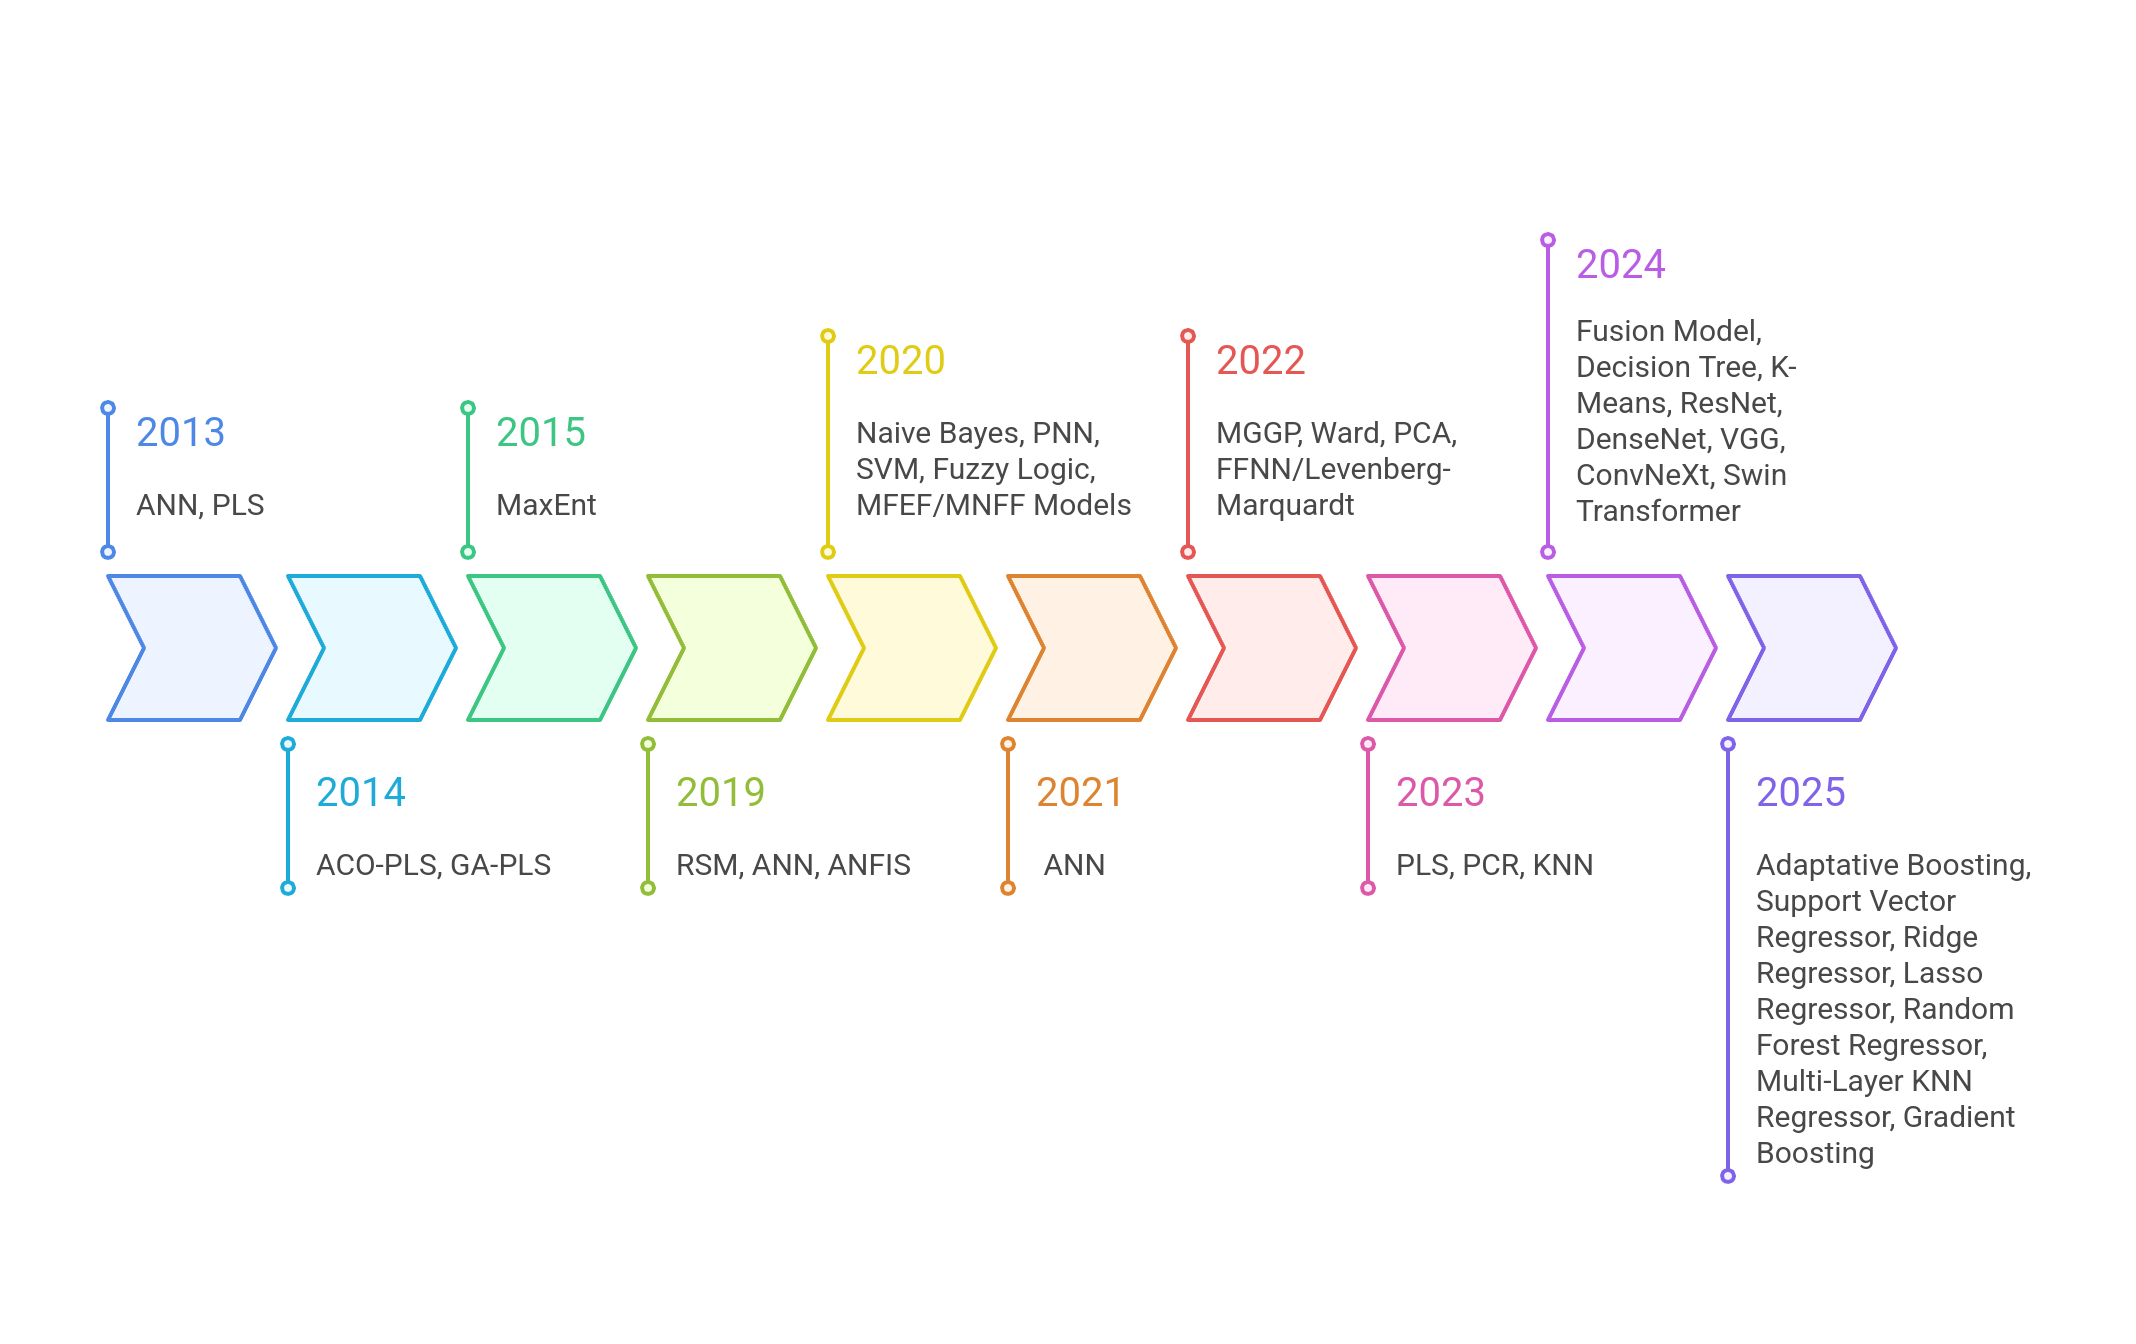 2013
ANN, PLS
2014
ACO-PLS, GA-PLS
2015
MaxEnt
2019
RSM, ANN, ANFIS
2020
Naive Bayes, PNN,
SVM, Fuzzy Logic,
MFEF/MNFF Models
2021
ANN
2022
MGGP, Ward, PCA,
FFNN/Levenberg-
Marquardt
2023
PLS, PCR, KNN
2024
Fusion Model,
Decision Tree, K-
Means, ResNet,
DenseNet, VGG,
ConvNeXt, Swin
Transformer
2025
Adaptative Boosting,
Support Vector
Regressor, Ridge
Regressor, Lasso
Regressor, Random
Forest Regressor,
Multi-Layer KNN
Regressor, Gradient
Boosting